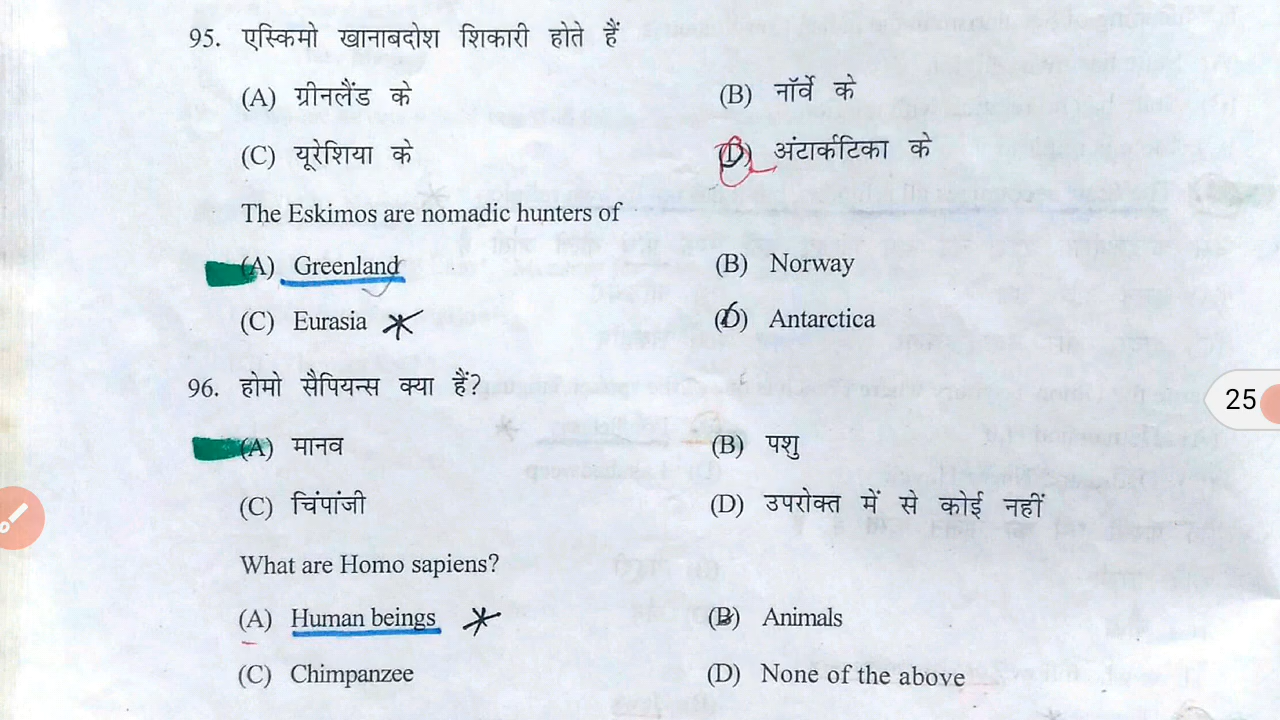 95. एस्किमो खानाबदोश शिकारी होते हैं
(A) ग्रीनलैंड के (B) नॉर्वे के
(C) यूरेशिया के (D) अंटार्कटिका के
The Eskimos are nomadic hunters of
(A) Greenland (B) Norway
(C) Eurasia (D) Antarctica
96. होमो सैपियन्स क्या हैं?
25
(A) मानव (B) पशु
(C) चिंपांजी (D) उपरोक्त में से कोई नहीं
What are Homo sapiens?
(A) Human beings (B) Animals
(C) Chimpanzee (D) None of the above